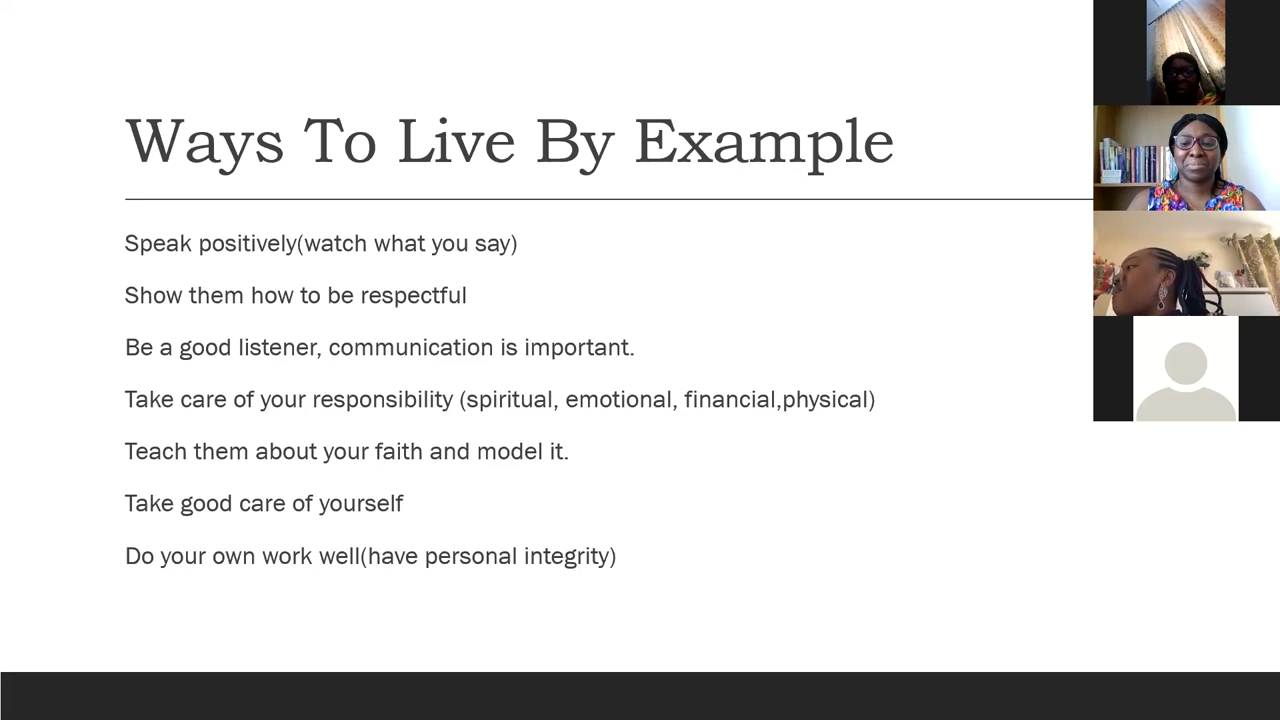 Ways To Live By Example
Speak positively(watch what you say)
Show them how to be respectful
Be a good listener, communication is important.
Take care of your responsibility (spiritual, emotional, financial,physical)
Teach them about your faith and model it.
Take good care of yourself
Do your own work well(have personal integrity)